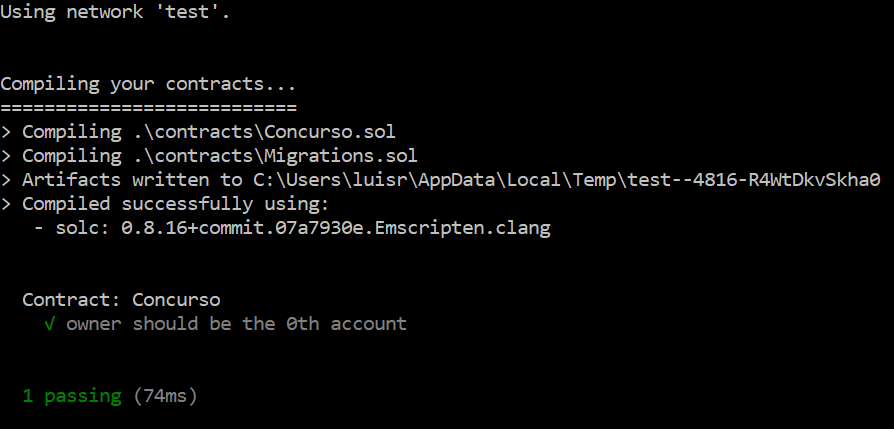 Using network 'test'.
Compiling your contracts...
===========================
> Compiling .\contracts\Concurso.sol
> Compiling .\contracts\Migrations.sol
> Artifacts written to C:\Users\luisr\AppData\Local\Temp\test--4816-R4WtDkvSkha0
> Compiled successfully using:
   - solc: 0.8.16+commit.07a7930e.Emscripten.clang
  Contract: Concurso
    √ owner should be the 0th account
  1 passing (74ms)